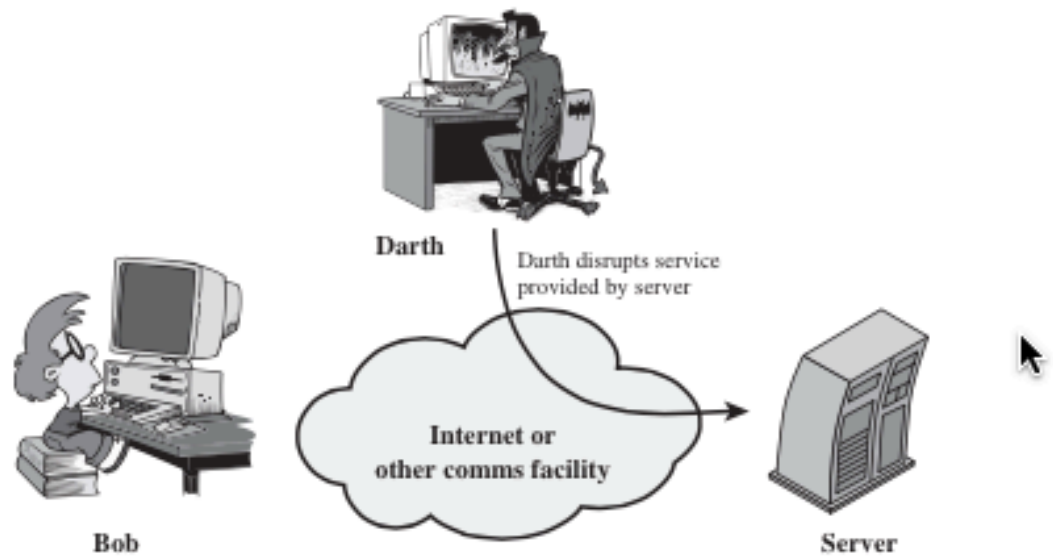 Darth
Darth disrupts service
provided by server
Internet or
other comms facility
Bob
Server